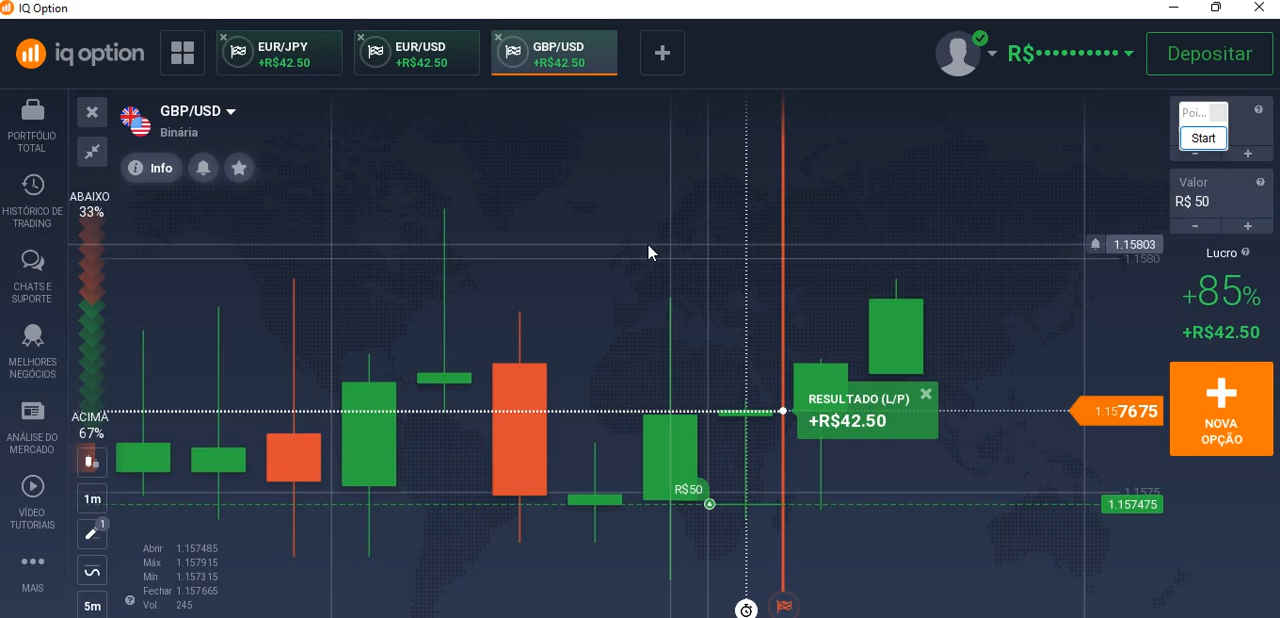 IQ Option
iq option
EUR/JPY
+R$42.50
EUR/USD
+R$42.50
GBP/USD
+R$42.50
R$••••••••••
Depositar
PORTFÓLIO
TOTAL
HISTÓRICO DE
TRADING
CHATS E
SUPORTE
MELHORES
NEGÓCIOS
ANÁLISE DO
MERCADO
VÍDEO
TUTORIAIS
MAIS
GBP/USD
Binária
Info
ABAIXO
33%
ACIMA
67%
1m
1
5m
Abrir 1.157485
Máx 1.157915
Mín 1.157315
Fechar 1.157665
Vol. 245
R$50
RESULTADO (L/P)
+R$42.50
1.15803
1.1580
1.157675
1.1575
1.157475
Poi...
Start
Valor
R$ 50
Lucro
+85%
+R$42.50
NOVA
OPÇÃO